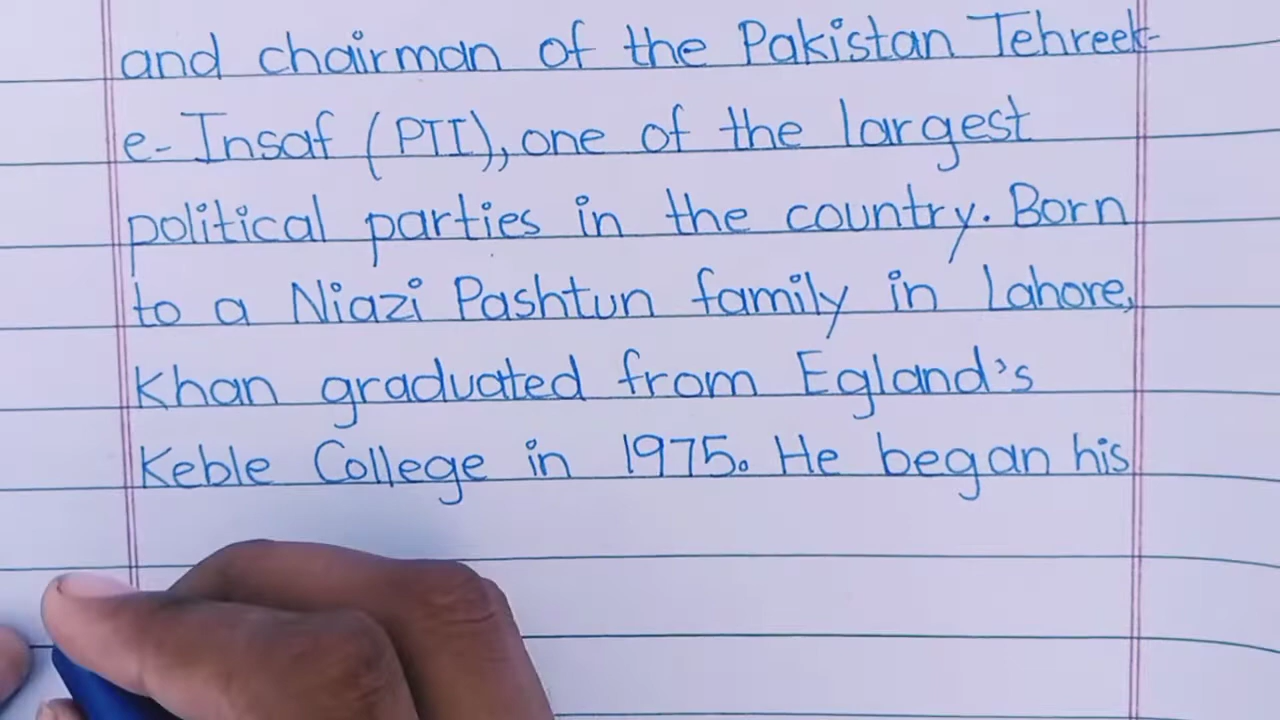 and chairman of the Pakistan Tehreek-
e-Insaf (PTI), one of the largest
political parties in the country. Born
to a Niazi Pashtun family in Lahore,
Khan graduated from Egland's
Keble College in 1975. He began his